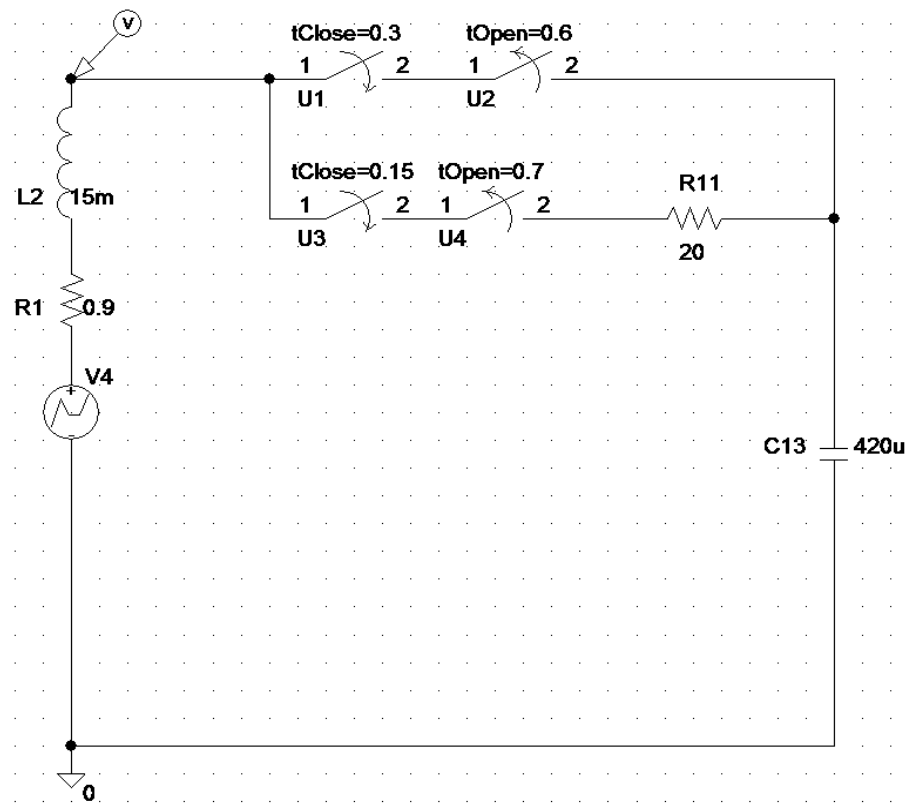 V
tClose=0.3 tOpen=0.6
1 2 1 2
U1 U2
tClose=0.15 tOpen=0.7
R11
L2 15m
1 2 1 2
U3 U4
20
R1 0.9
V4
+
-
C13 420u
0